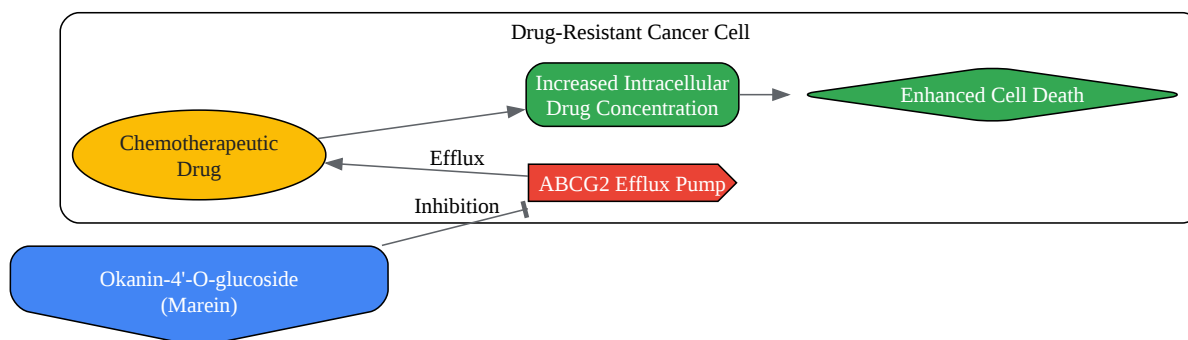 Drug-Resistant Cancer Cell
Increased Intracellular
Drug Concentration
Enhanced Cell Death
Chemotherapeutic
Drug
Efflux
ABCG2 Efflux Pump
Inhibition
Okanin-4'-O-glucoside
(Marein)